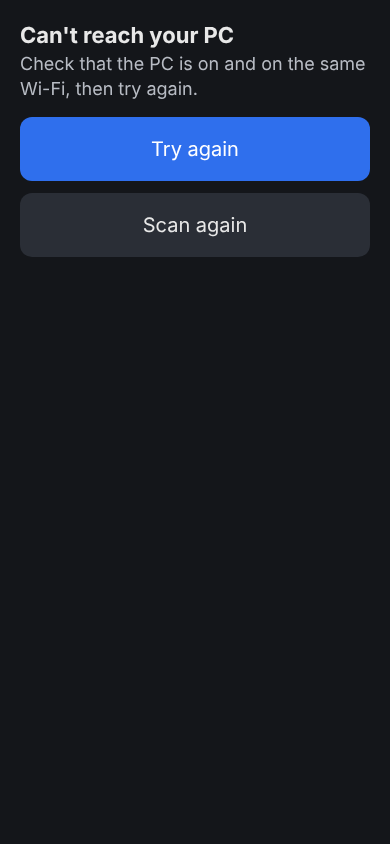 Can't reach your PC
Check that the PC is on and on the same
Wi-Fi, then try again.
Try again
Scan again